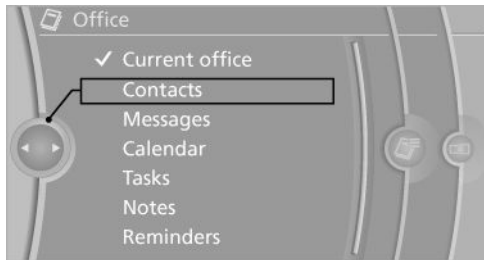 Office
Current office
Contacts
Messages
Calendar
Tasks
Notes
Reminders